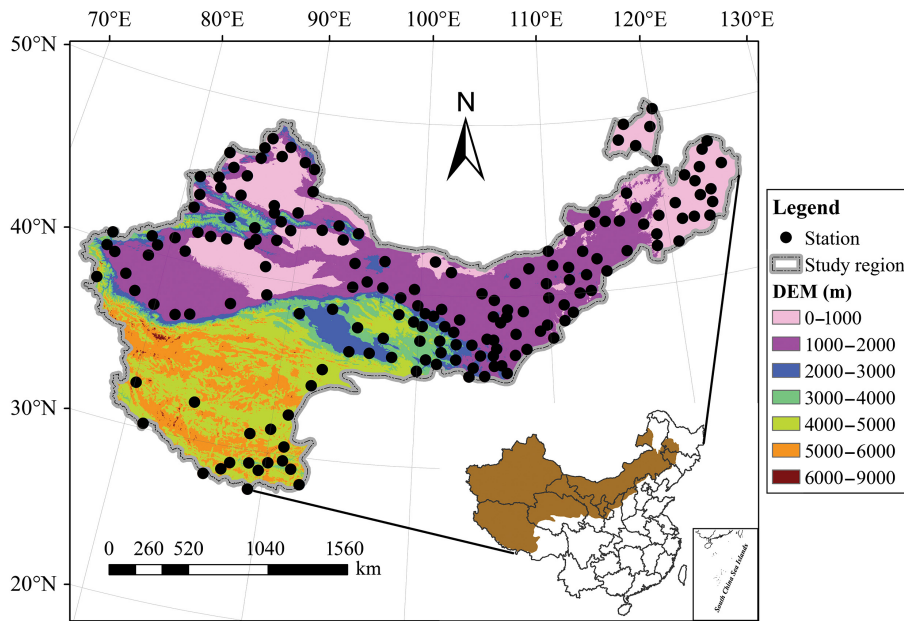 70°E 80°E 90°E 100°E 110°E 120°E 130°E
50°N
40°N
30°N
20°N
N
Legend
Station
Study region
DEM (m)
0–1000
1000–2000
2000–3000
3000–4000
4000–5000
5000–6000
6000–9000
0 260 520 1040 1560
km
South China Sea Islands